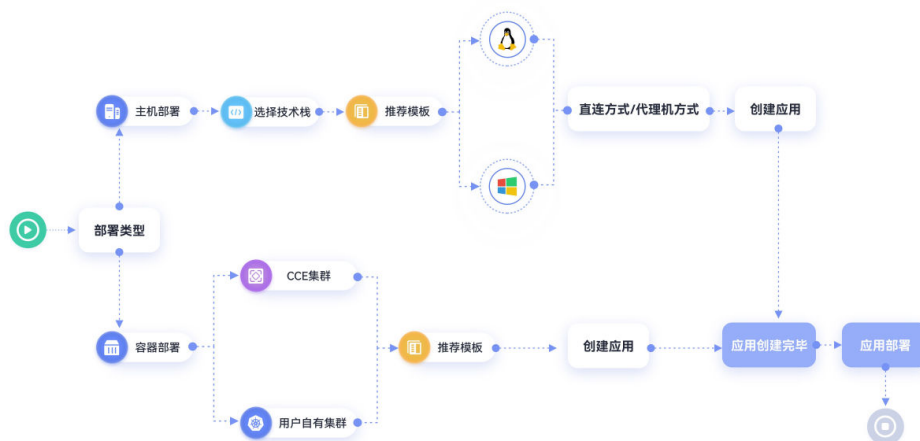 主机部署
选择技术栈
推荐模板
直连方式/代理机方式
创建应用
部署类型
CCE集群
容器部署
推荐模板
创建应用
应用创建完毕
应用部署
用户自有集群